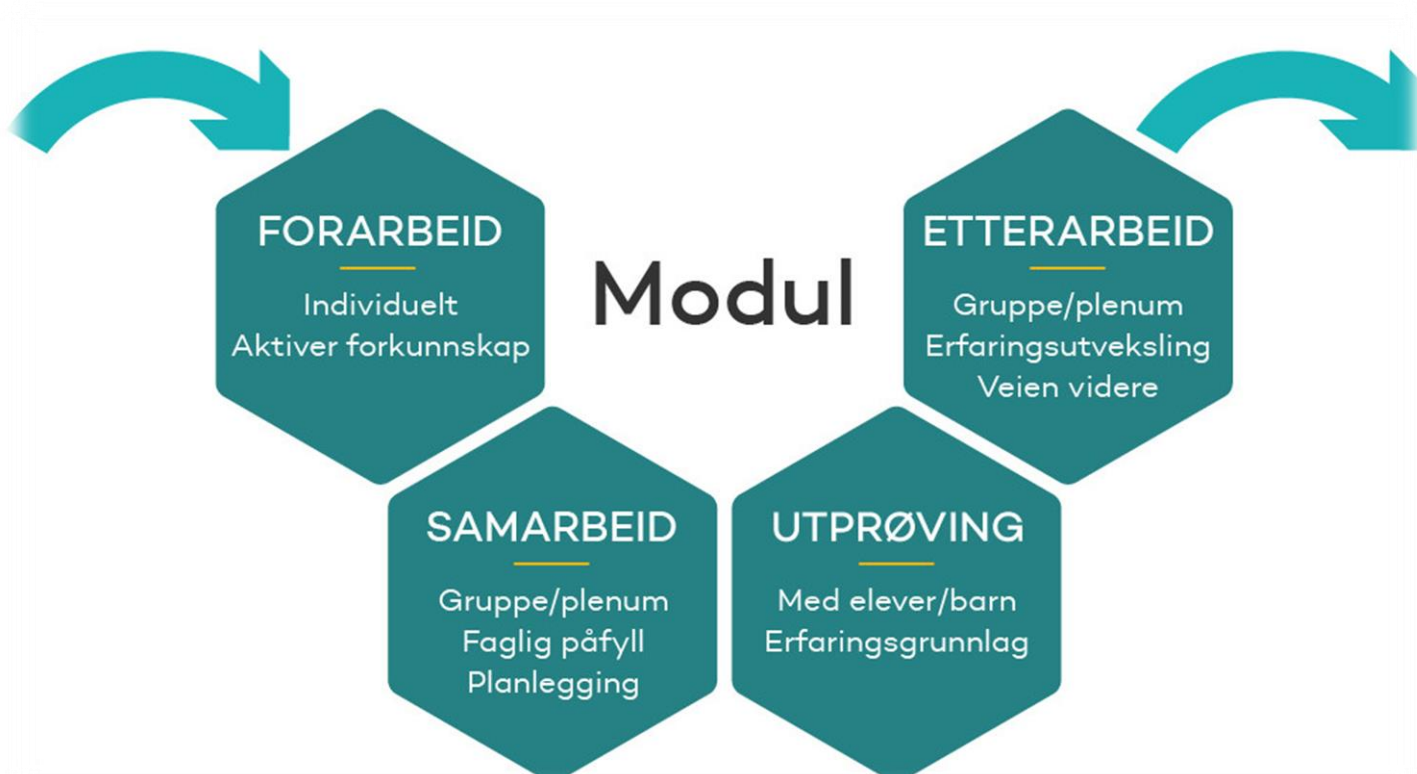 FORARBEID
Individuelt
Aktiver forkunnskap
Modul
SAMARBEID
Gruppe/plenum
Faglig påfyll
Planlegging
UTPRØVING
Med elever/barn
Erfaringsgrunnlag
ETTERARBEID
Gruppe/plenum
Erfaringsutveksling
Veien videre